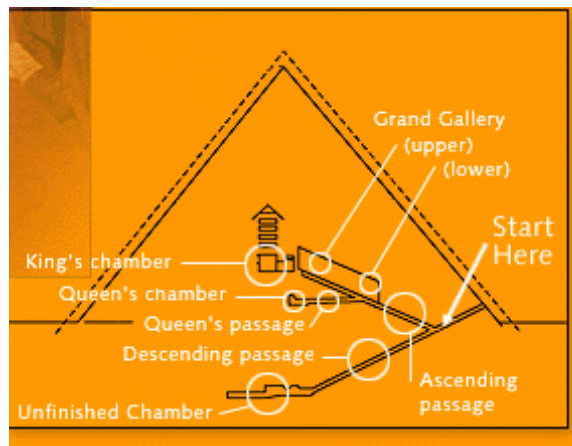 Grand Gallery
(upper)
(lower)
Start
Here
King's chamber
Queen's chamber
Queen's passage
Descending passage
Ascending
passage
Unfinished Chamber